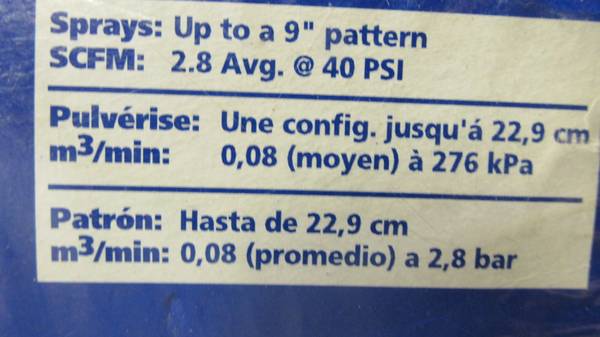 Sprays: Up to a 9" pattern
SCFM: 2.8 Avg. @ 40 PSI
Pulvérise: Une config. jusqu'á 22,9 cm
m3/min: 0,08 (moyen) à 276 kPa
Patrón: Hasta de 22,9 cm
m3/min: 0,08 (promedio) a 2,8 bar